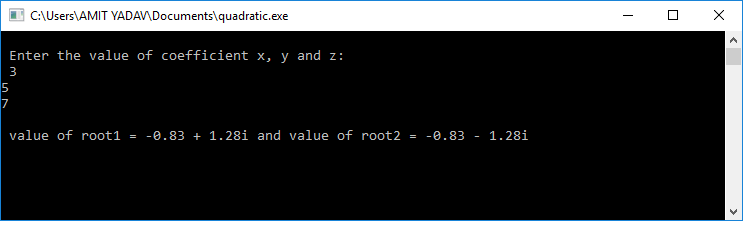 C:\Users\AMIT YADAV\Documents\quadratic.exe
Enter the value of coefficient x, y and z:
3
5
7
value of root1 = -0.83 + 1.28i and value of root2 = -0.83 - 1.28i